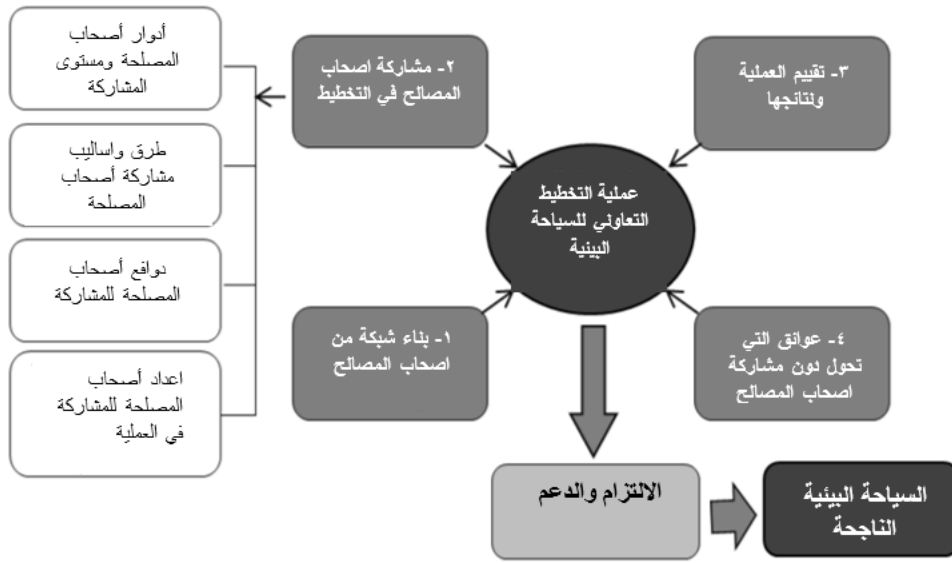 أدوار أصحاب
المصلحة ومستوى
المشاركة
طرق واساليب
مشاركة أصحاب
المصلحة
دوافع أصحاب
المصلحة للمشاركة
اعداد أصحاب
المصلحة للمشاركة
في العملية
٢- مشاركة اصحاب
المصالح في التخطيط
٣- تقييم العملية
ونتائجها
عملية التخطيط
التعاوني للسياحة
البيئية
١- بناء شبكة من
اصحاب المصالح
٤- عوائق التي
تحول دون مشاركة
اصحاب المصالح
الالتزام والدعم
السياحة البيئية
الناجحة